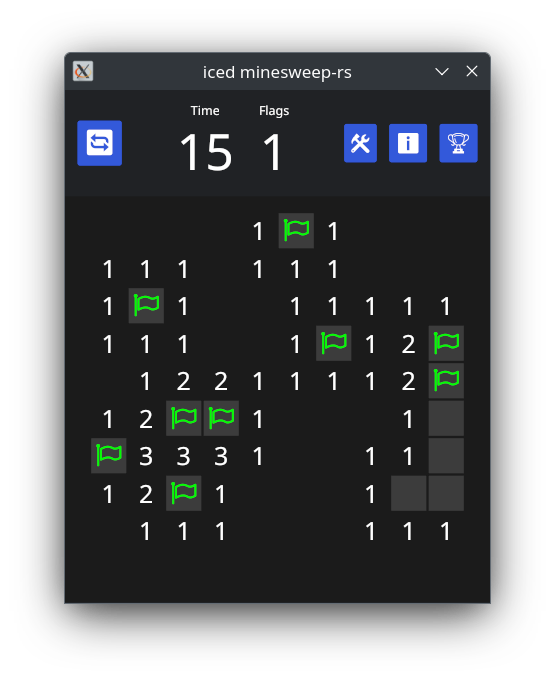 iced minesweep-rs
Time Flags
15 1
1 1
1 1 1 1 1 1
1 1 1 1 1 1 1
1 1 1 1 1 2
1 2 2 1 1 1 1 2
1 2 1 1
3 3 3 1 1 1
1 2 1 1
1 1 1 1 1 1